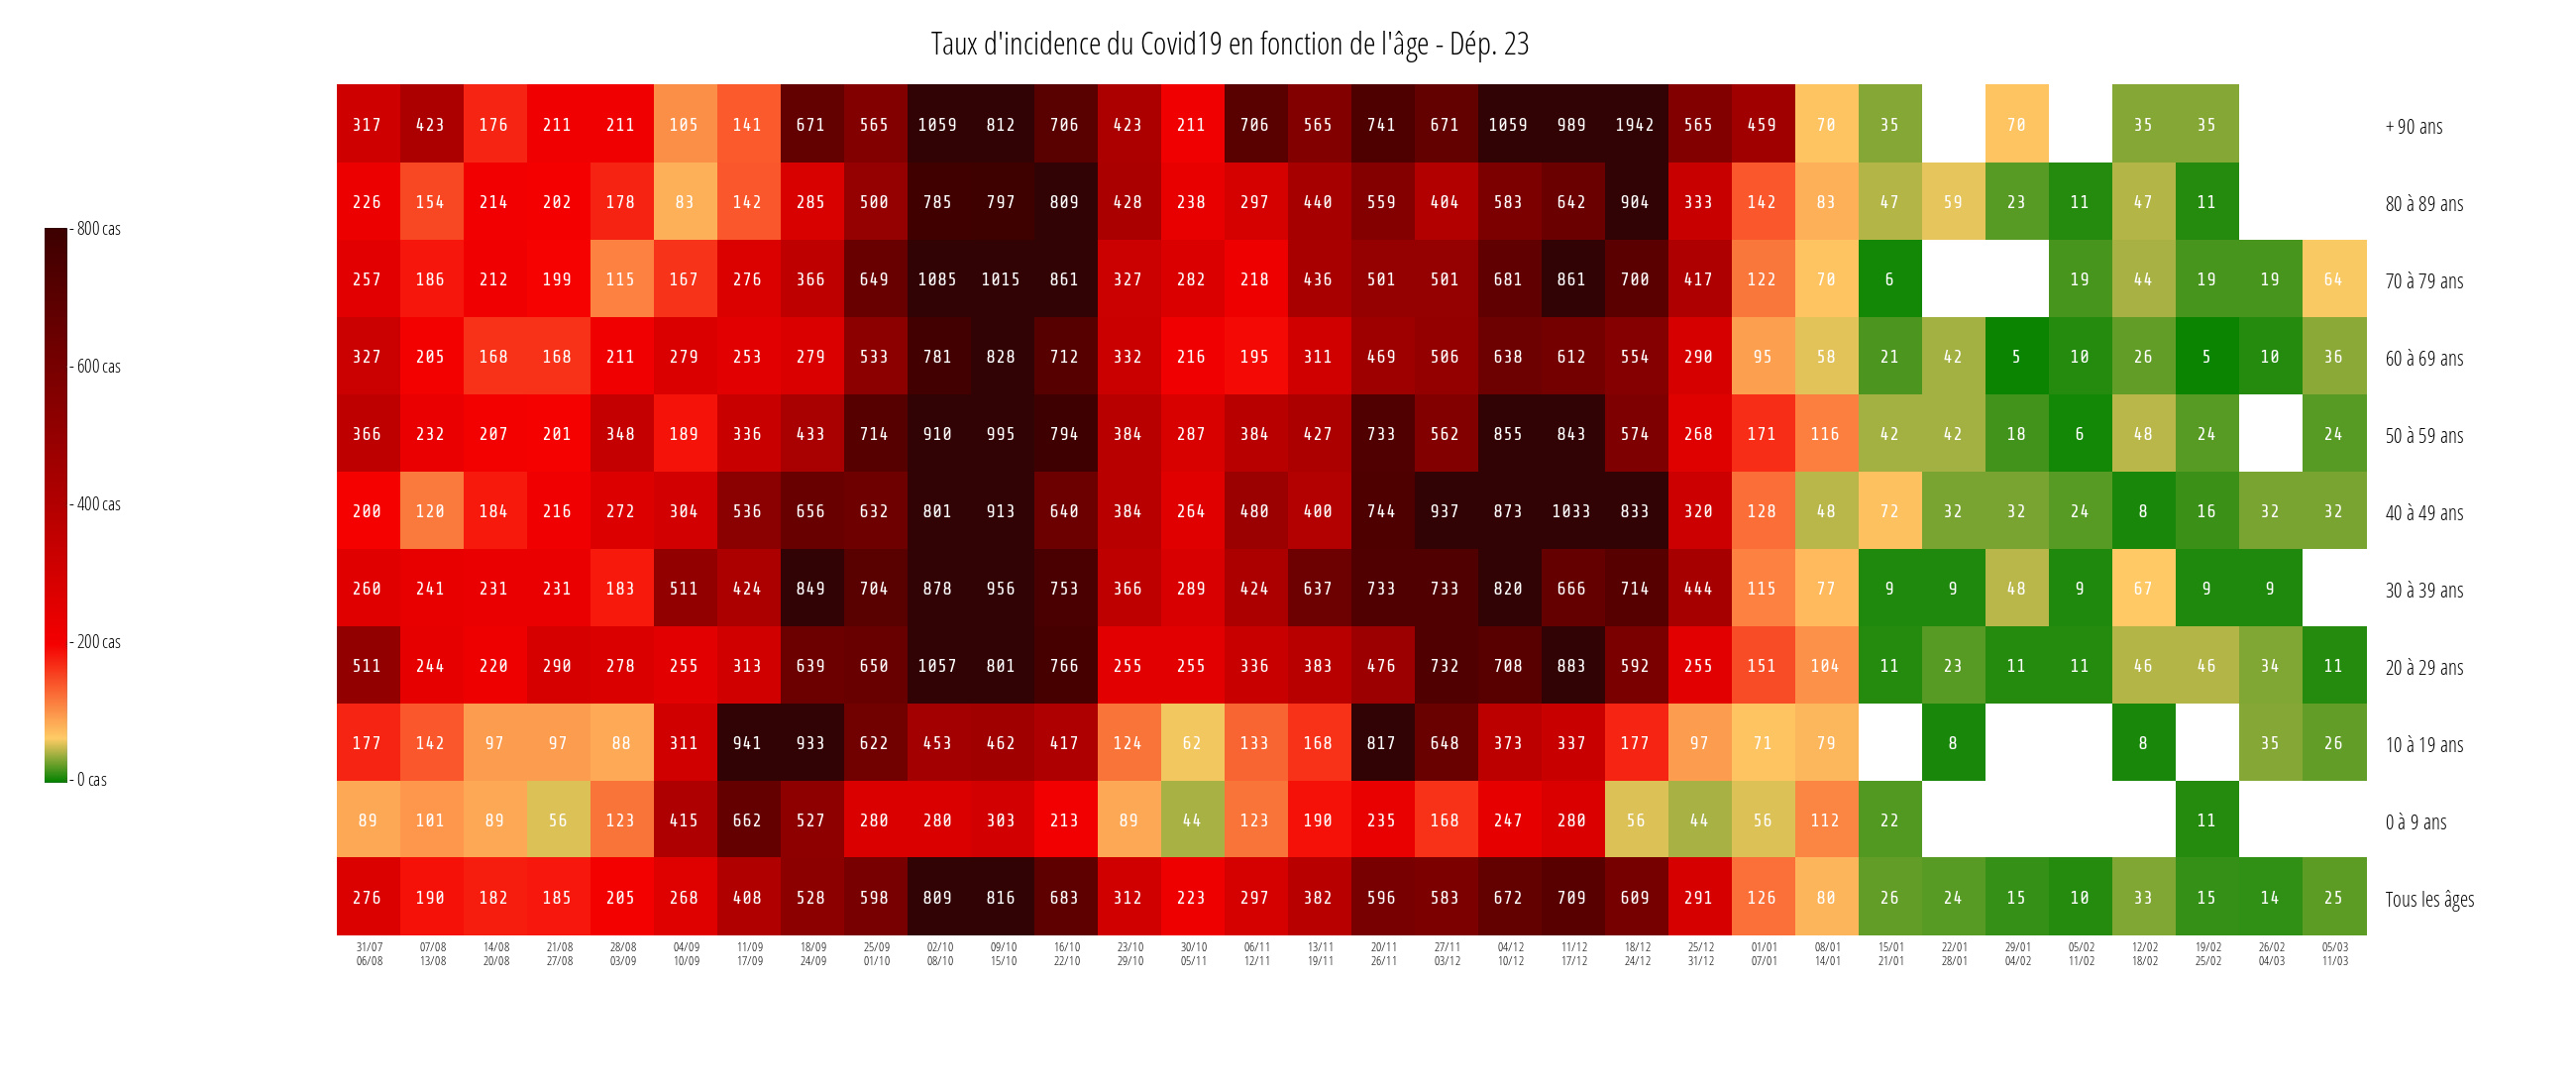 Taux d'incidence du Covid19 en fonction de l'âge - Dép. 23
317 423 176 211 211 105 141 671 565 1059 812 706 423 211 706 565 741 671 1059 989 1942 565 459 70 35 70 35 35 + 90 ans
226 154 214 202 178 83 142 285 500 785 797 809 428 238 297 440 559 404 583 642 904 333 142 83 47 59 23 11 47 11 80 à 89 ans
- 800 cas
257 186 212 199 115 167 276 366 649 1085 1015 861 327 282 218 436 501 501 681 861 700 417 122 70 6 19 44 19 19 64 70 à 79 ans
327 205 168 168 211 279 253 279 533 781 828 712 332 216 195 311 469 506 638 612 554 290 95 58 21 42 5 10 26 5 10 36 60 à 69 ans
- 600 cas
366 232 207 201 348 189 336 433 714 910 995 794 384 287 384 427 733 562 855 843 574 268 171 116 42 42 18 6 48 24 24 50 à 59 ans
- 400 cas
200 120 184 216 272 304 536 656 632 801 913 640 384 264 480 400 744 937 873 1033 833 320 128 48 72 32 32 24 8 16 32 32 40 à 49 ans
260 241 231 231 183 511 424 849 704 878 956 753 366 289 424 637 733 733 820 666 714 444 115 77 9 9 48 9 67 9 9 30 à 39 ans
- 200 cas
511 244 220 290 278 255 313 639 650 1057 801 766 255 255 336 383 476 732 708 883 592 255 151 104 11 23 11 11 46 46 34 11 20 à 29 ans
177 142 97 97 88 311 941 933 622 453 462 417 124 62 133 168 817 648 373 337 177 97 71 79 8 8 35 26 10 à 19 ans
- 0 cas
89 101 89 56 123 415 662 527 280 280 303 213 89 44 123 190 235 168 247 280 56 44 56 112 22 11 0 à 9 ans
276 190 182 185 205 268 408 528 598 809 816 683 312 223 297 382 596 583 672 709 609 291 126 80 26 24 15 10 33 15 14 25 Tous les âges
31/07 07/08 14/08 21/08 28/08 04/09 11/09 18/09 25/09 02/10 09/10 16/10 23/10 30/10 06/11 13/11 20/11 27/11 04/12 11/12 18/12 25/12 01/01 08/01 15/01 22/01 29/01 05/02 12/02 19/02 26/02 05/03
06/08 13/08 20/08 27/08 03/09 10/09 17/09 24/09 01/10 08/10 15/10 22/10 29/10 05/11 12/11 19/11 26/11 03/12 10/12 17/12 24/12 31/12 07/01 14/01 21/01 28/01 04/02 11/02 18/02 25/02 04/03 11/03